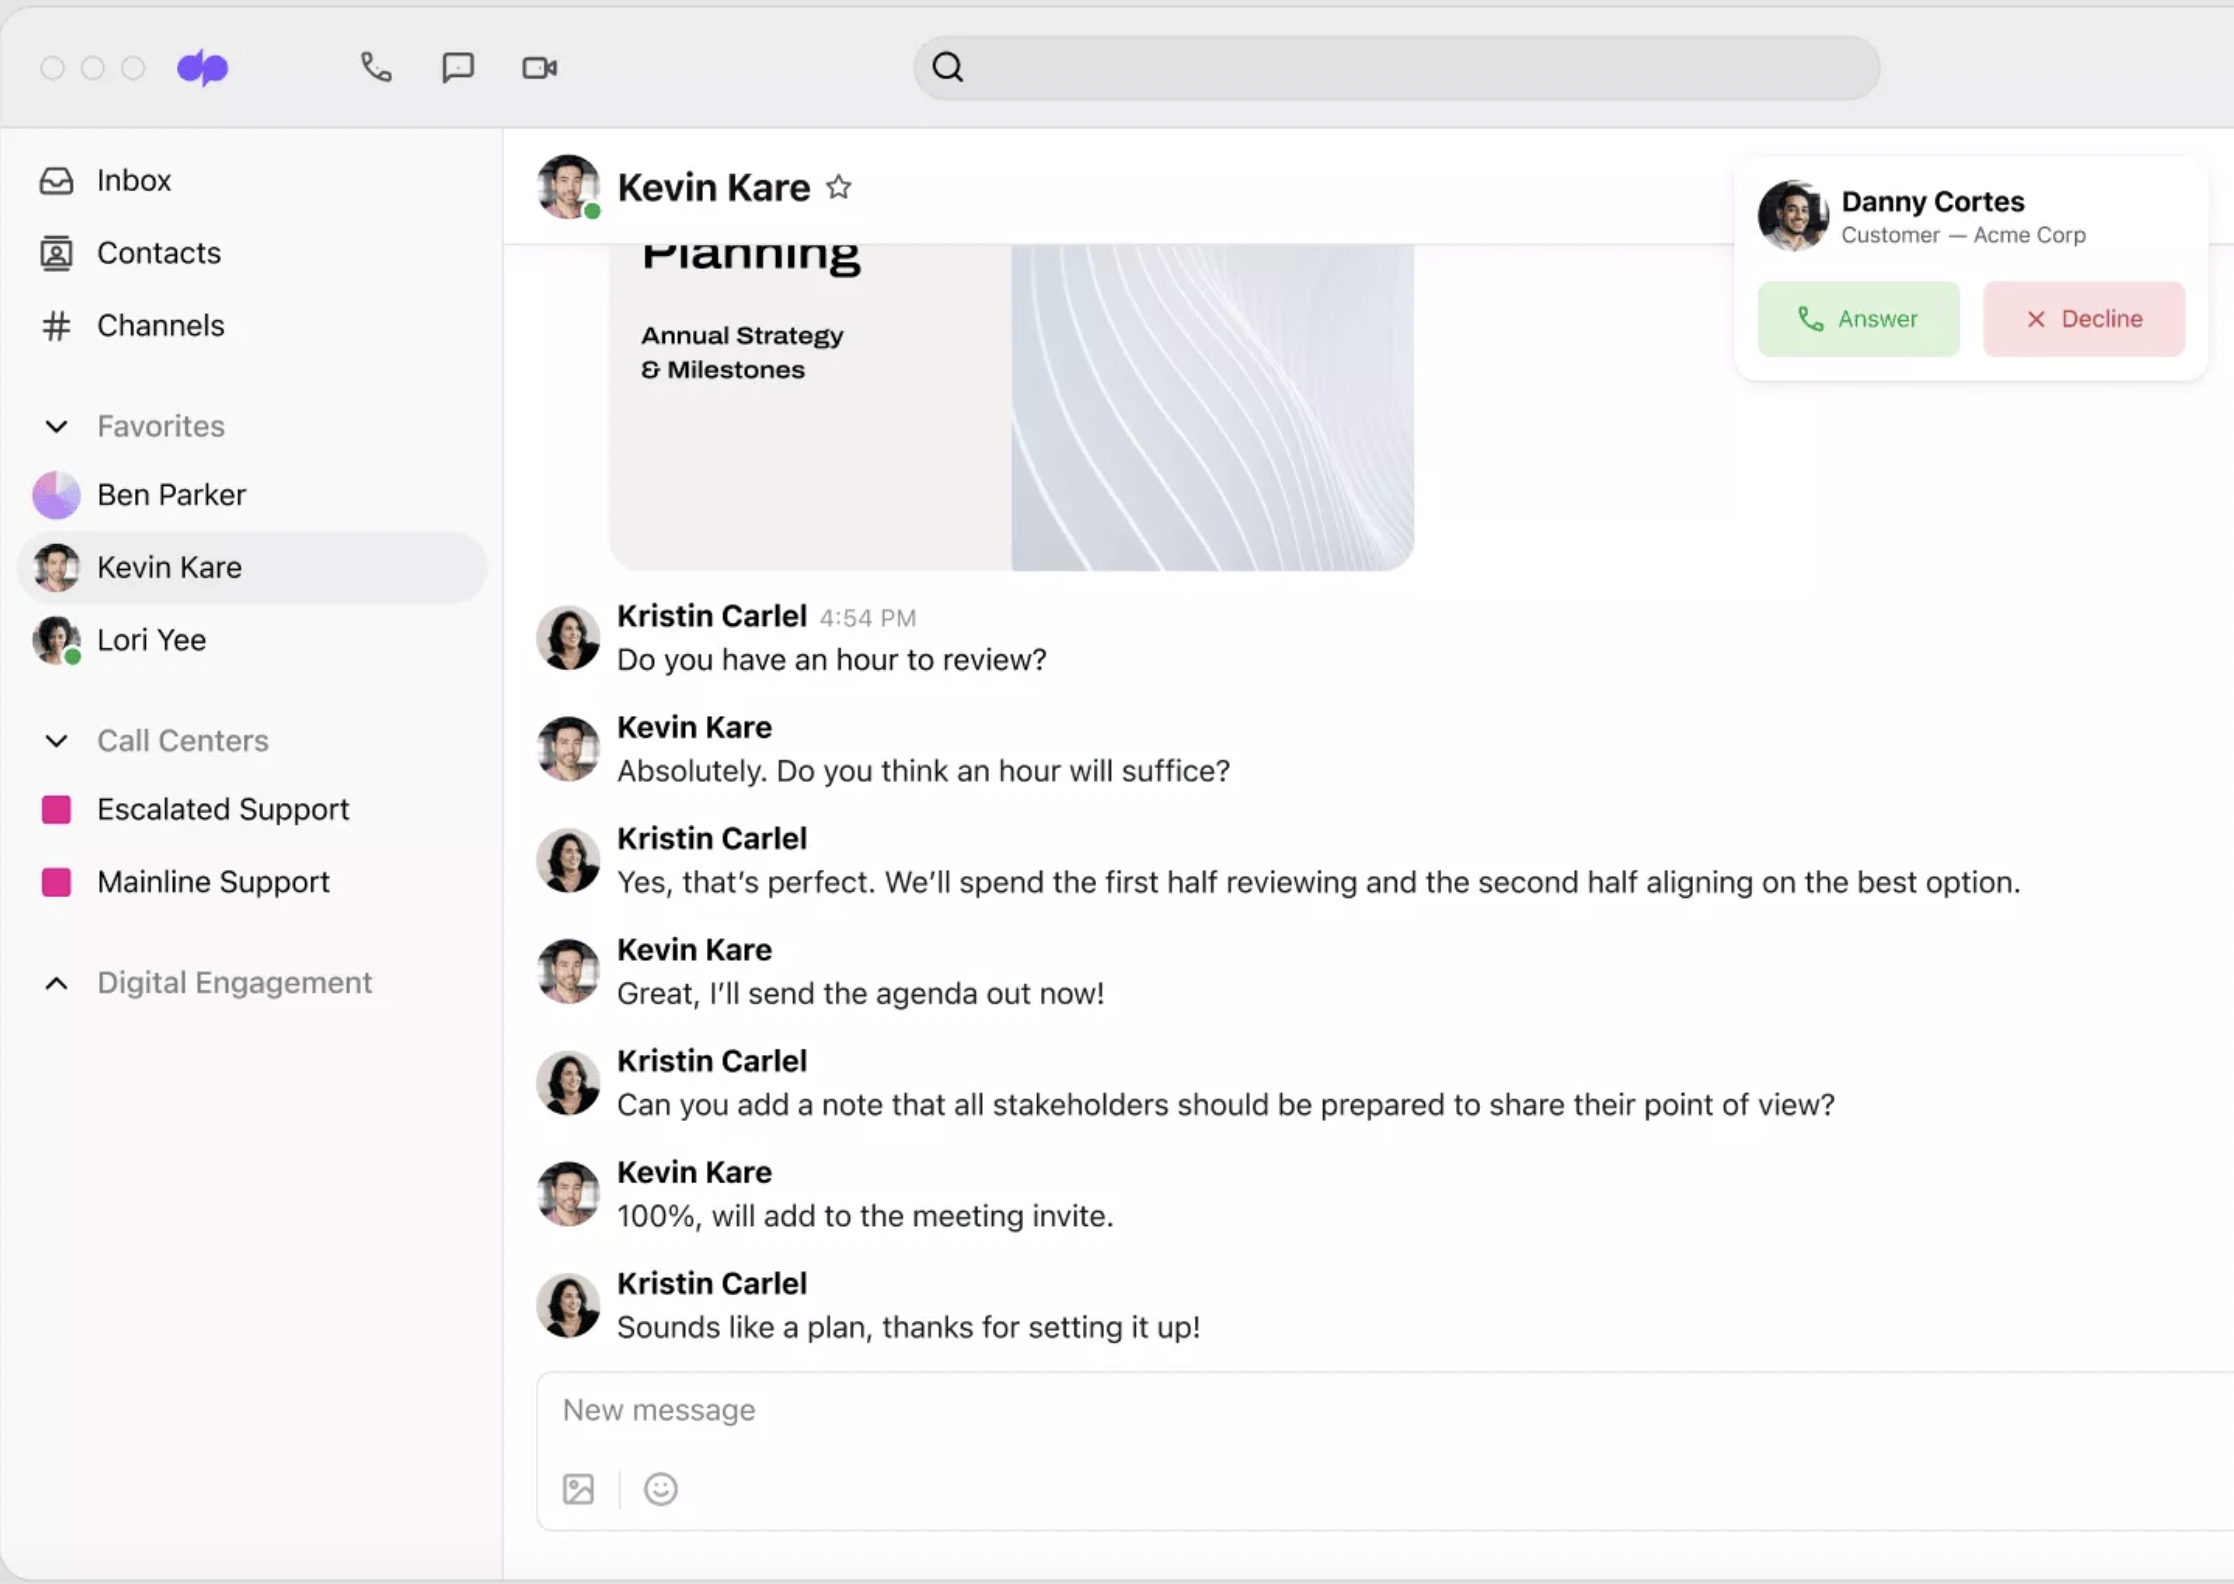 Inbox
Contacts
# Channels
Favorites
Ben Parker
Kevin Kare
Lori Yee
Call Centers
Escalated Support
Mainline Support
Digital Engagement
Kevin Kare
Danny Cortes
Customer — Acme Corp
Answer
Decline
Planning
Annual Strategy
& Milestones
Kristin Carlel 4:54 PM
Do you have an hour to review?
Kevin Kare
Absolutely. Do you think an hour will suffice?
Kristin Carlel
Yes, that’s perfect. We’ll spend the first half reviewing and the second half aligning on the best option.
Kevin Kare
Great, I’ll send the agenda out now!
Kristin Carlel
Can you add a note that all stakeholders should be prepared to share their point of view?
Kevin Kare
100%, will add to the meeting invite.
Kristin Carlel
Sounds like a plan, thanks for setting it up!
New message